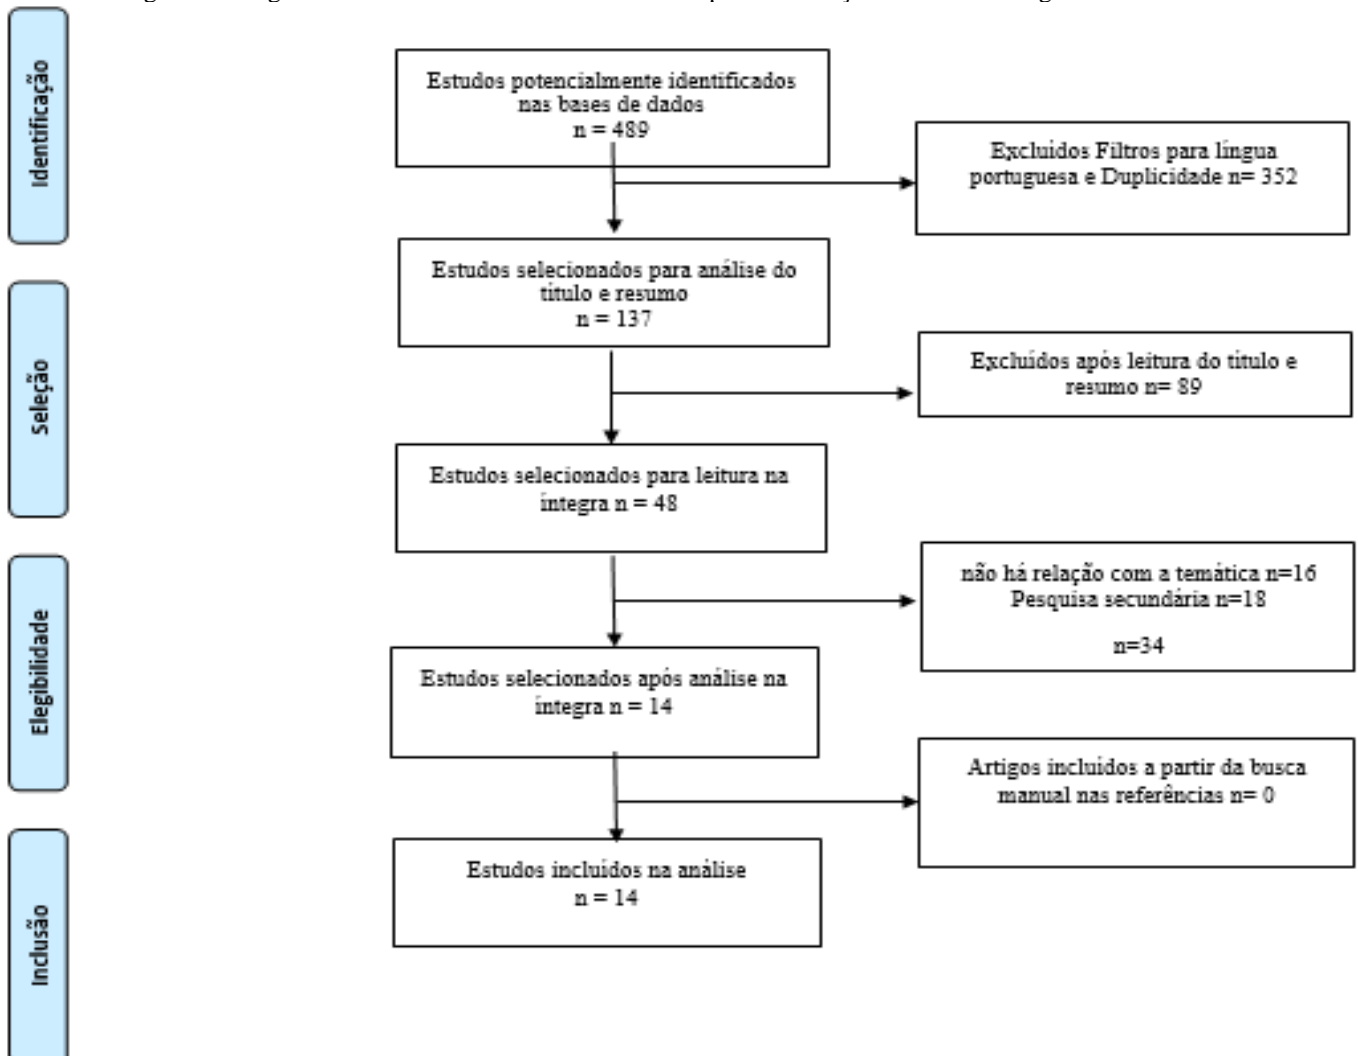 Identificação
Estudos potencialmente identificados
nas bases de dados
n = 489
Excluídos Filtros para língua
portuguesa e Duplicidade n= 352
Estudos selecionados para análise do
título e resumo
n = 137
Seleção
Excluídos após leitura do título e
resumo n= 89
Estudos selecionados para leitura na
íntegra n = 48
não há relação com a temática n=16
Pesquisa secundária n=18
n=34
Elegibilidade
Estudos selecionados após análise na
íntegra n = 14
Artigos incluídos a partir da busca
manual nas referências n= 0
Estudos incluídos na análise
n = 14
Inclusão